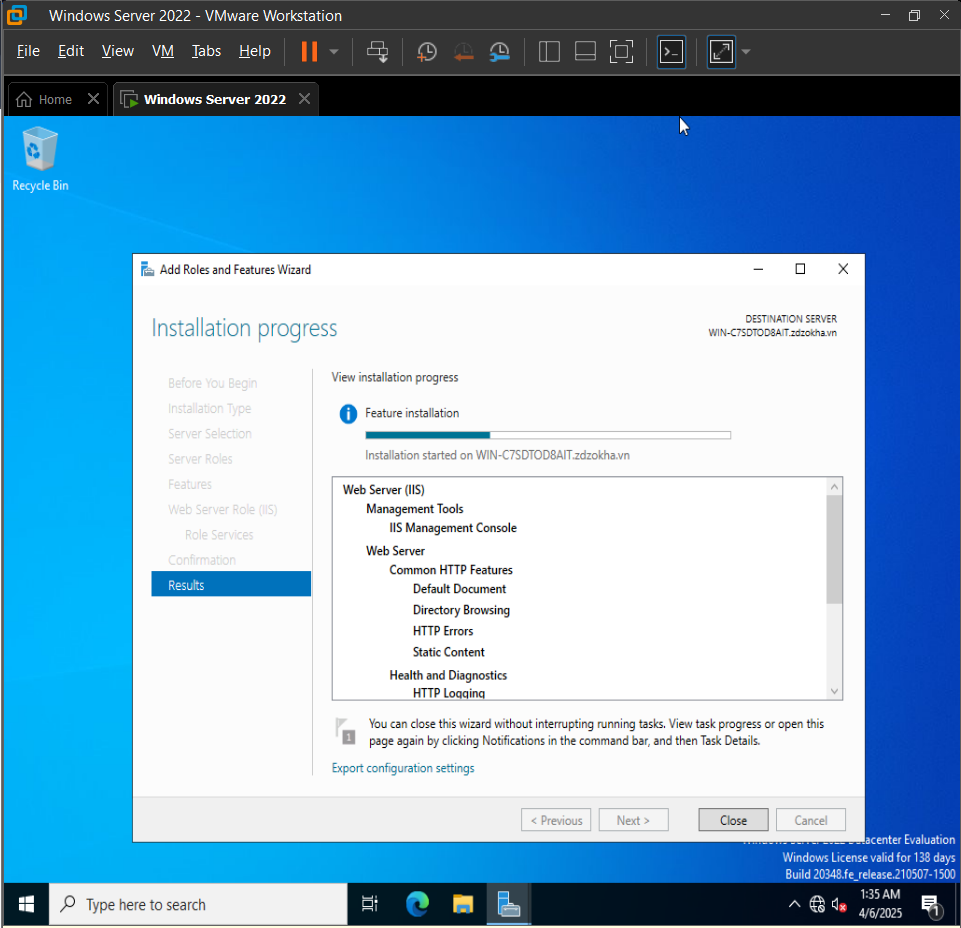 Windows Server 2022 - VMware Workstation
File Edit View VM Tabs Help
Home Windows Server 2022
Recycle Bin
Add Roles and Features Wizard
Installation progress
DESTINATION SERVER
WIN-C7SDTOD8AIT.zdzokha.vn
Before You Begin
Installation Type
Server Selection
Server Roles
Features
Web Server Role (IIS)
Role Services
Confirmation
Results
View installation progress
Feature installation
Installation started on WIN-C7SDTOD8AIT.zdzokha.vn
Web Server (IIS)
Management Tools
IIS Management Console
Web Server
Common HTTP Features
Default Document
Directory Browsing
HTTP Errors
Static Content
Health and Diagnostics
HTTP Logging
1
You can close this wizard without interrupting running tasks. View task progress or open this
page again by clicking Notifications in the command bar, and then Task Details.
Export configuration settings
< Previous Next > Close Cancel
Windows Server 2022 Datacenter Evaluation
Windows License valid for 138 days
Build 20348.fe_release.210507-1500
Type here to search
1:35 AM
4/6/2025
1